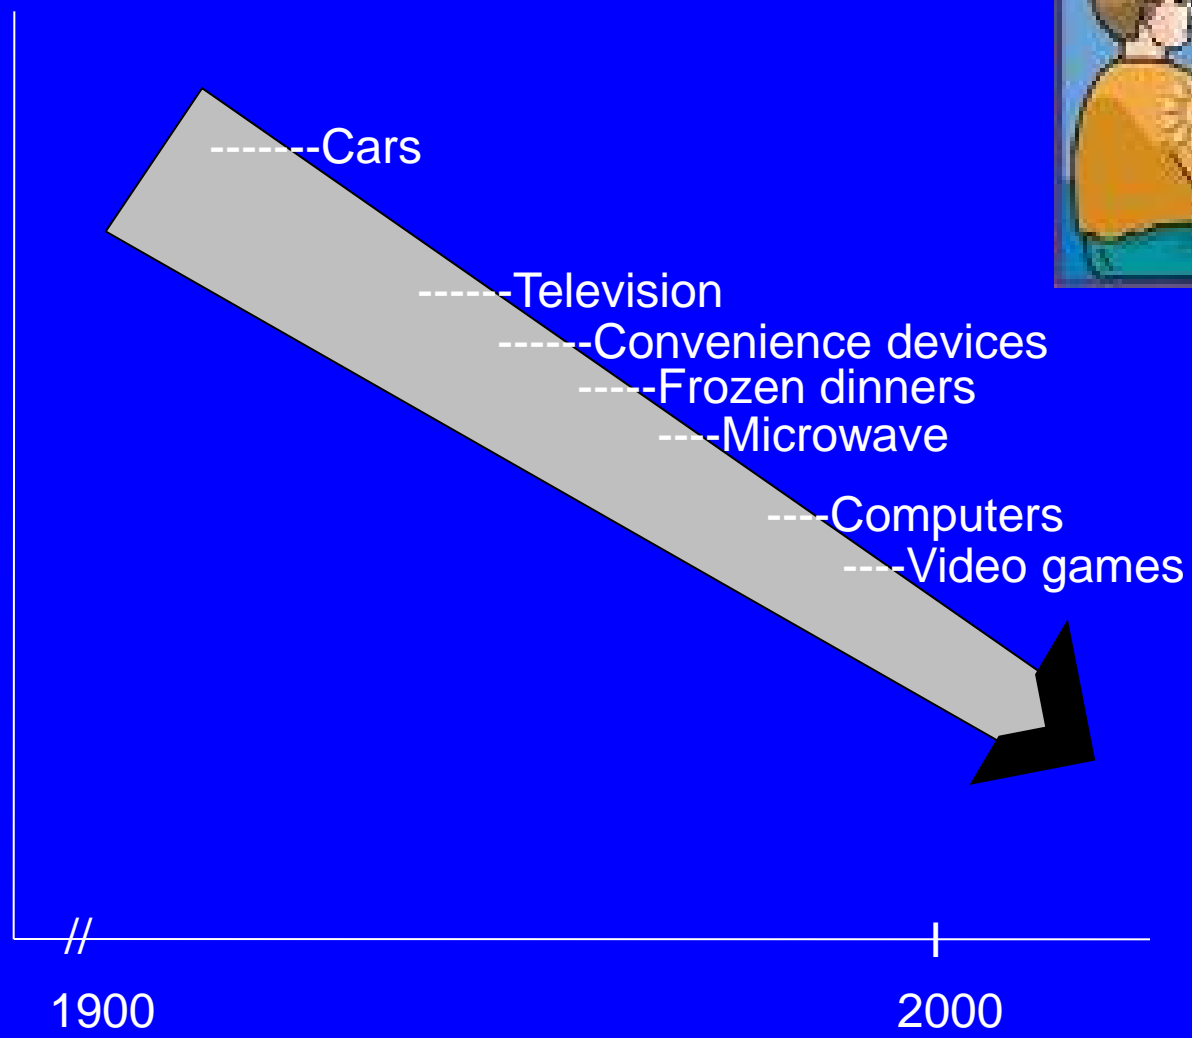 -------Cars
------Television
------Convenience devices
-----Frozen dinners
----Microwave
----Computers
----Video games
//
1900 2000